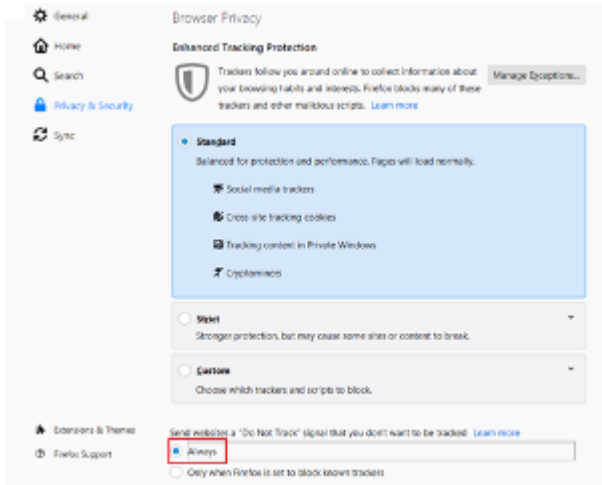 General
Home
Search
Privacy & Security
Sync
Browser Privacy
Enhanced Tracking Protection
Trackers follow you around online to collect information about
your browsing habits and interests. Firefox blocks many of these
trackers and other malicious scripts. Learn more
Manage Exceptions...
Standard
Balanced for protection and performance. Pages will load normally.
Social media trackers
Cross-site tracking cookies
Tracking content in Private Windows
Cryptominers
Strict
Stronger protection, but may cause some sites or content to break.
Custom
Choose which trackers and scripts to block.
Extensions & Themes
Firefox Support
Send websites a "Do Not Track" signal that you don't want to be tracked Learn more
Always
Only when Firefox is set to block known trackers